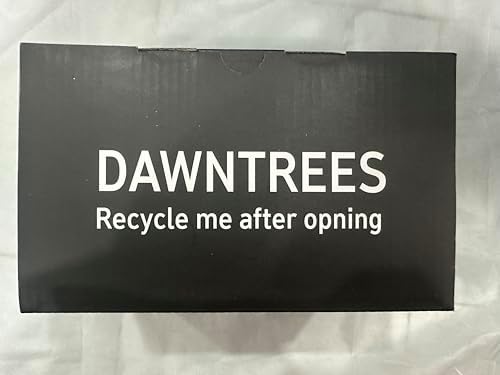 DAWNTREES
Recycle me after opning